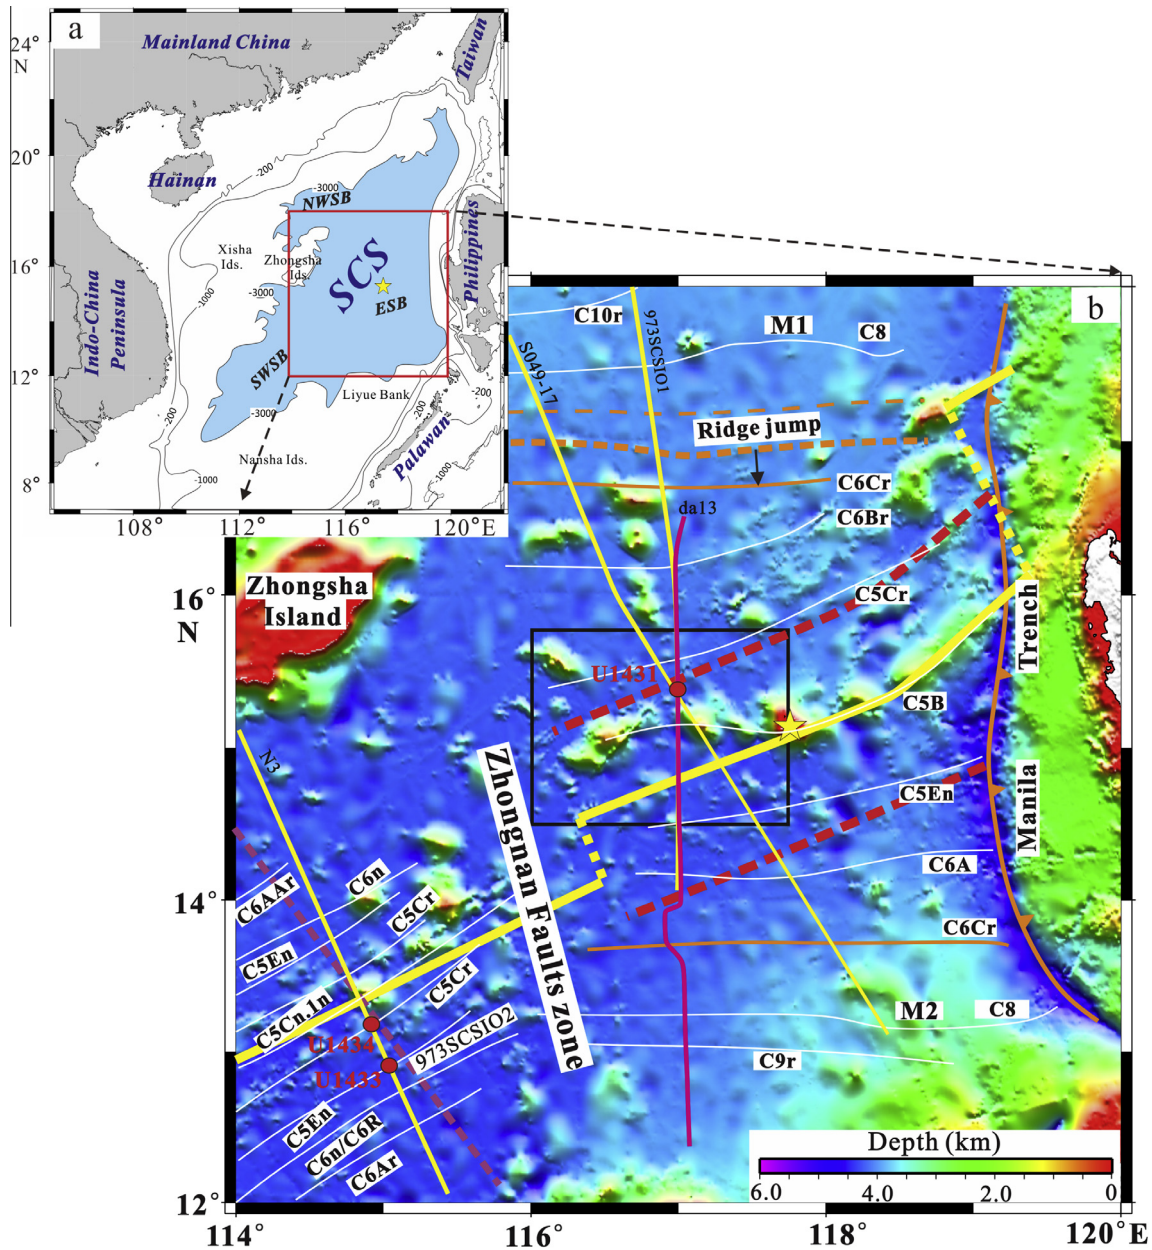 a
24°
N
20°
16°
12°
8°
108°
112°
116°
120° E
Mainland China
Taiwan
Hainan
-200
-3000
NWSB
Xisha
Ids.
Zhongsha
Ids.
SCS
ESB
Philippines
Indo-China
Peninsula
-1000
-3000
SWSB
-200
-3000
Liyue Bank
-200
-200
Palawan
Nansha Ids.
-1000
-1000
b
C10r
973SCSIO1
M1
C8
S049-17
Ridge jump
C6Cr
da13
C6Br
Zhongsha
Island
16°
N
C5Cr
Trench
U1431
C5B
N3
Zhongnan Faults zone
C5En
Manila
C6A
14°
C6n
C6AAr
C5Cr
C6Cr
C5En
C5Cr
C5Cn.1n
M2
C8
973SCSIO2
U1434
C9r
U1433
C5En
C6n/C6R
C6Ar
Depth (km)
6.0
4.0
2.0
0
12°
114°
116°
118°
120°E